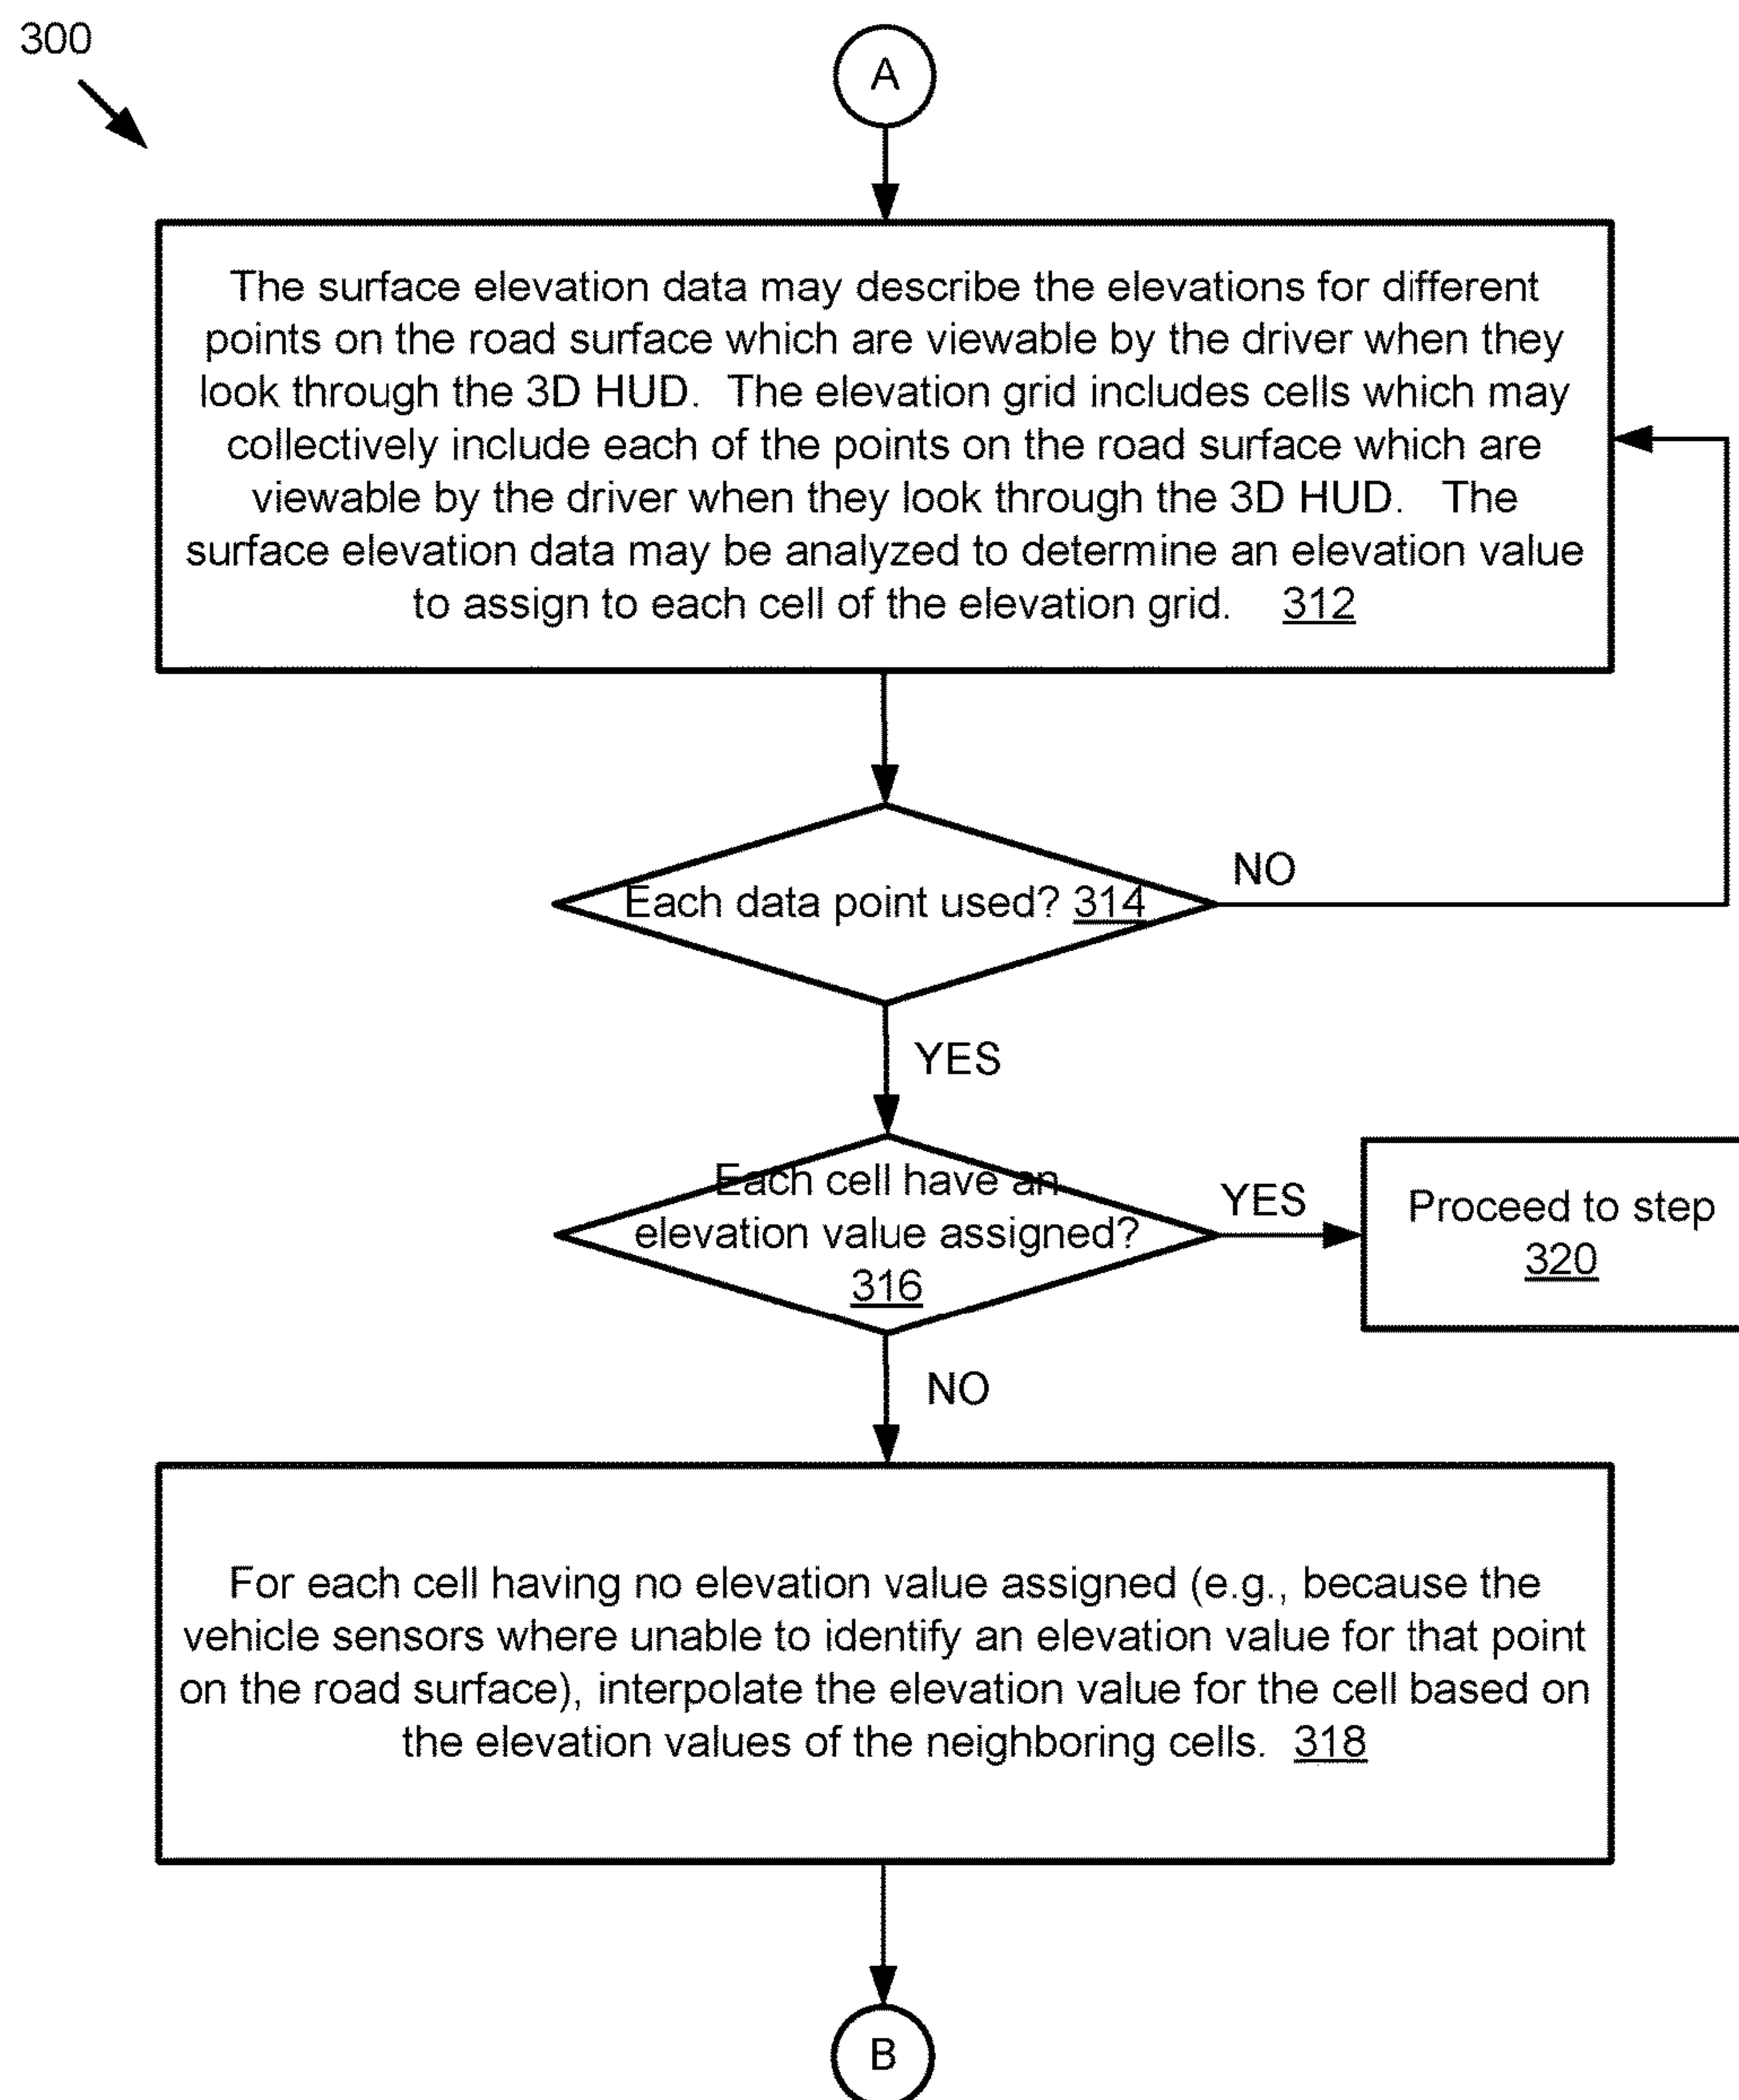 300
A
The surface elevation data may describe the elevations for different
points on the road surface which are viewable by the driver when they
look through the 3D HUD. The elevation grid includes cells which may
collectively include each of the points on the road surface which are
viewable by the driver when they look through the 3D HUD. The
surface elevation data may be analyzed to determine an elevation value
to assign to each cell of the elevation grid. 312
Each data point used? 314
NO
YES
Each cell have an
elevation value assigned?
316
YES
Proceed to step
320
NO
For each cell having no elevation value assigned (e.g., because the
vehicle sensors where unable to identify an elevation value for that point
on the road surface), interpolate the elevation value for the cell based on
the elevation values of the neighboring cells. 318
B